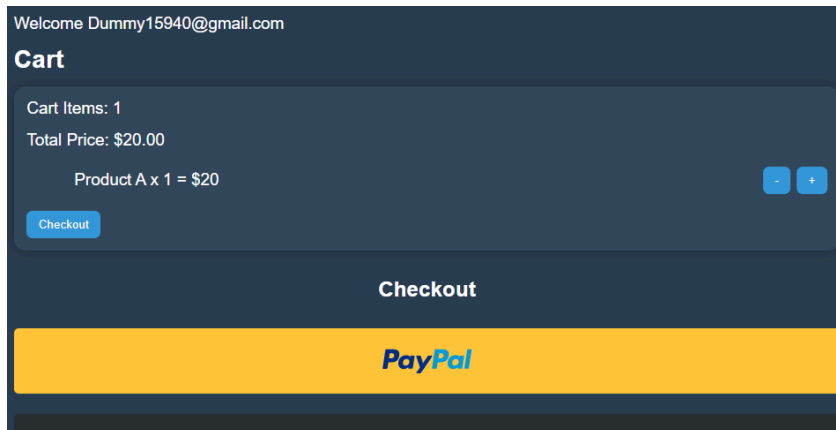 Welcome Dummy15940@gmail.com
Cart
Cart Items: 1
Total Price: $20.00
Product A x 1 = $20
- +
Checkout
Checkout
PayPal